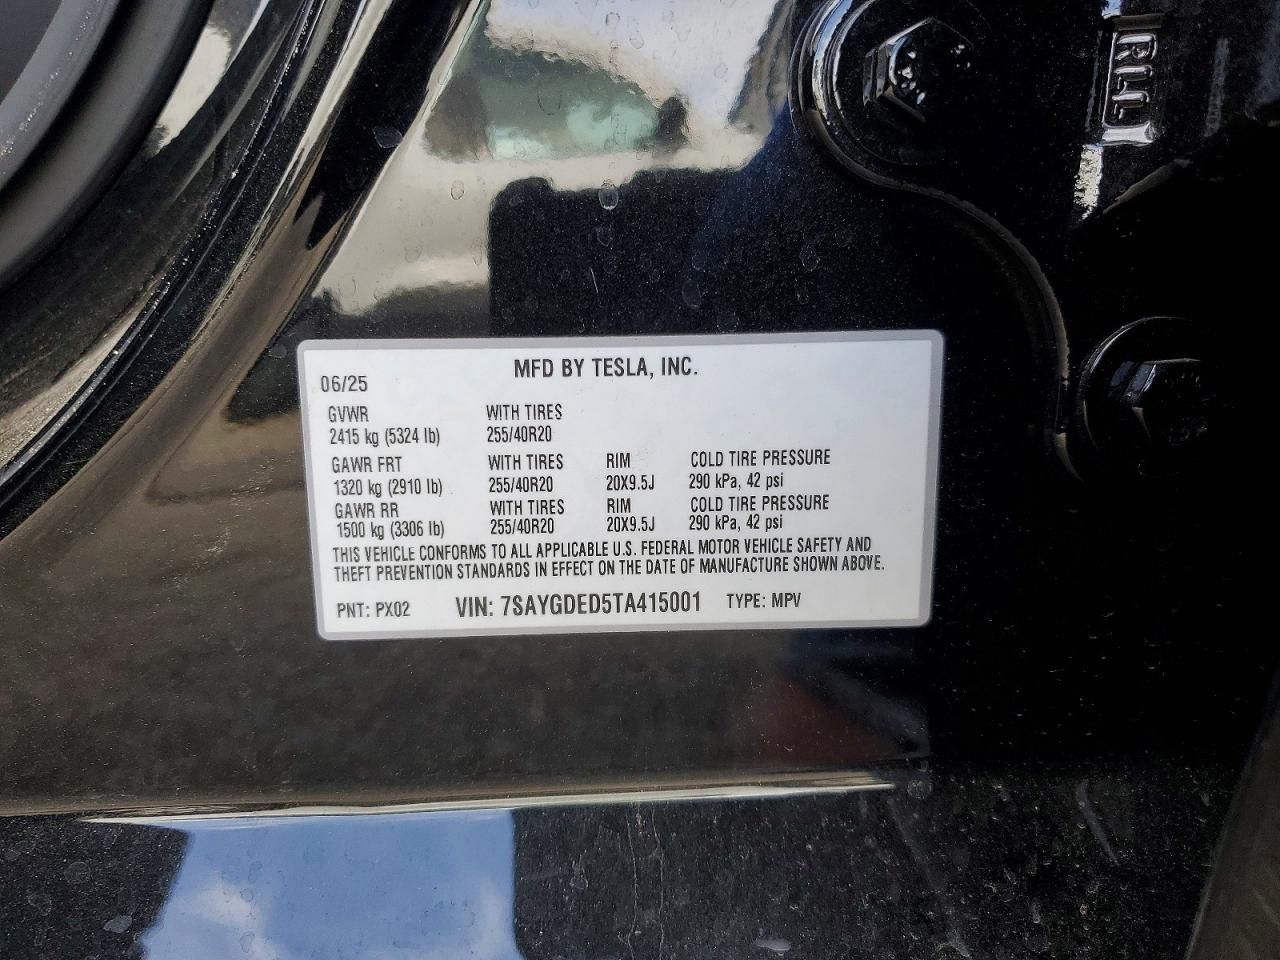 RLL
MFD BY TESLA, INC.
06/25
GVWR WITH TIRES
2415 kg (5324 lb) 255/40R20
GAWR FRT WITH TIRES RIM COLD TIRE PRESSURE
1320 kg (2910 lb) 255/40R20 20X9.5J 290 kPa, 42 psi
GAWR RR WITH TIRES RIM COLD TIRE PRESSURE
1500 kg (3306 lb) 255/40R20 20X9.5J 290 kPa, 42 psi
THIS VEHICLE CONFORMS TO ALL APPLICABLE U.S. FEDERAL MOTOR VEHICLE SAFETY AND
THEFT PREVENTION STANDARDS IN EFFECT ON THE DATE OF MANUFACTURE SHOWN ABOVE.
PNT: PX02 VIN: 7SAYGDED5TA415001 TYPE: MPV